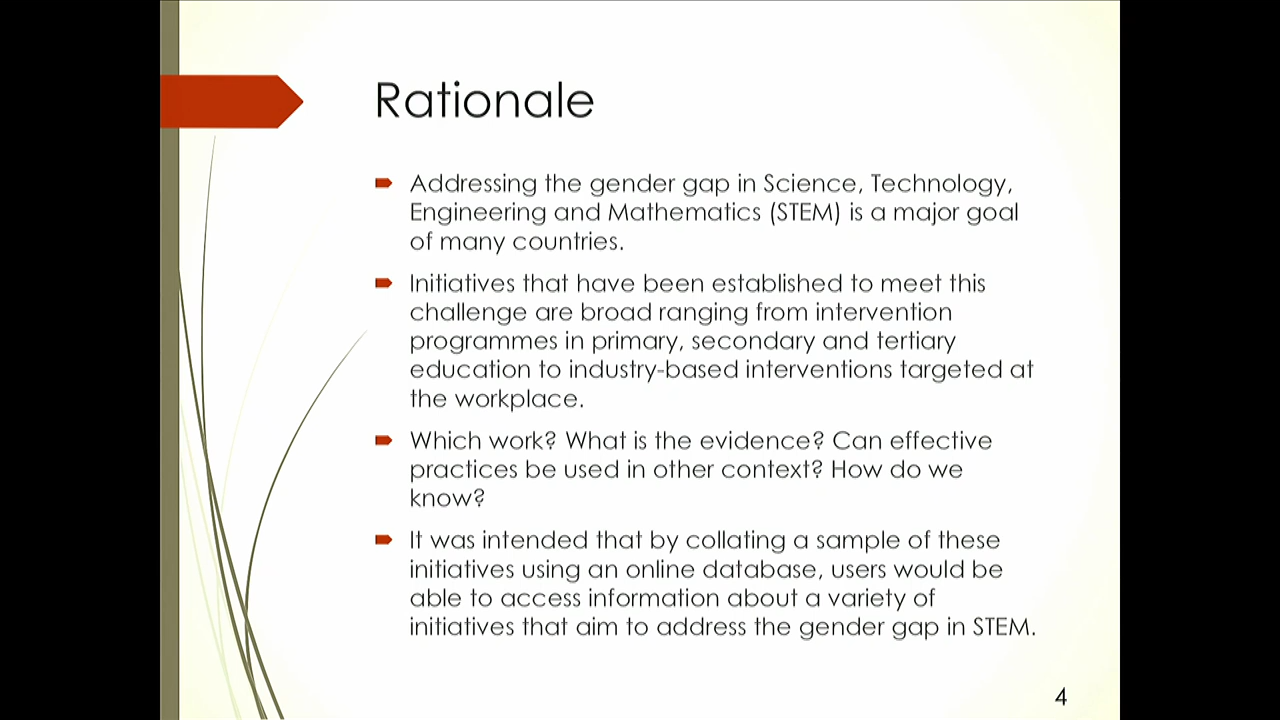 Rationale
Addressing the gender gap in Science, Technology,
Engineering and Mathematics (STEM) is a major goal
of many countries.
Initiatives that have been established to meet this
challenge are broad ranging from intervention
programmes in primary, secondary and tertiary
education to industry-based interventions targeted at
the workplace.
Which work? What is the evidence? Can effective
practices be used in other context? How do we
know?
It was intended that by collating a sample of these
initiatives using an online database, users would be
able to access information about a variety of
initiatives that aim to address the gender gap in STEM.
4